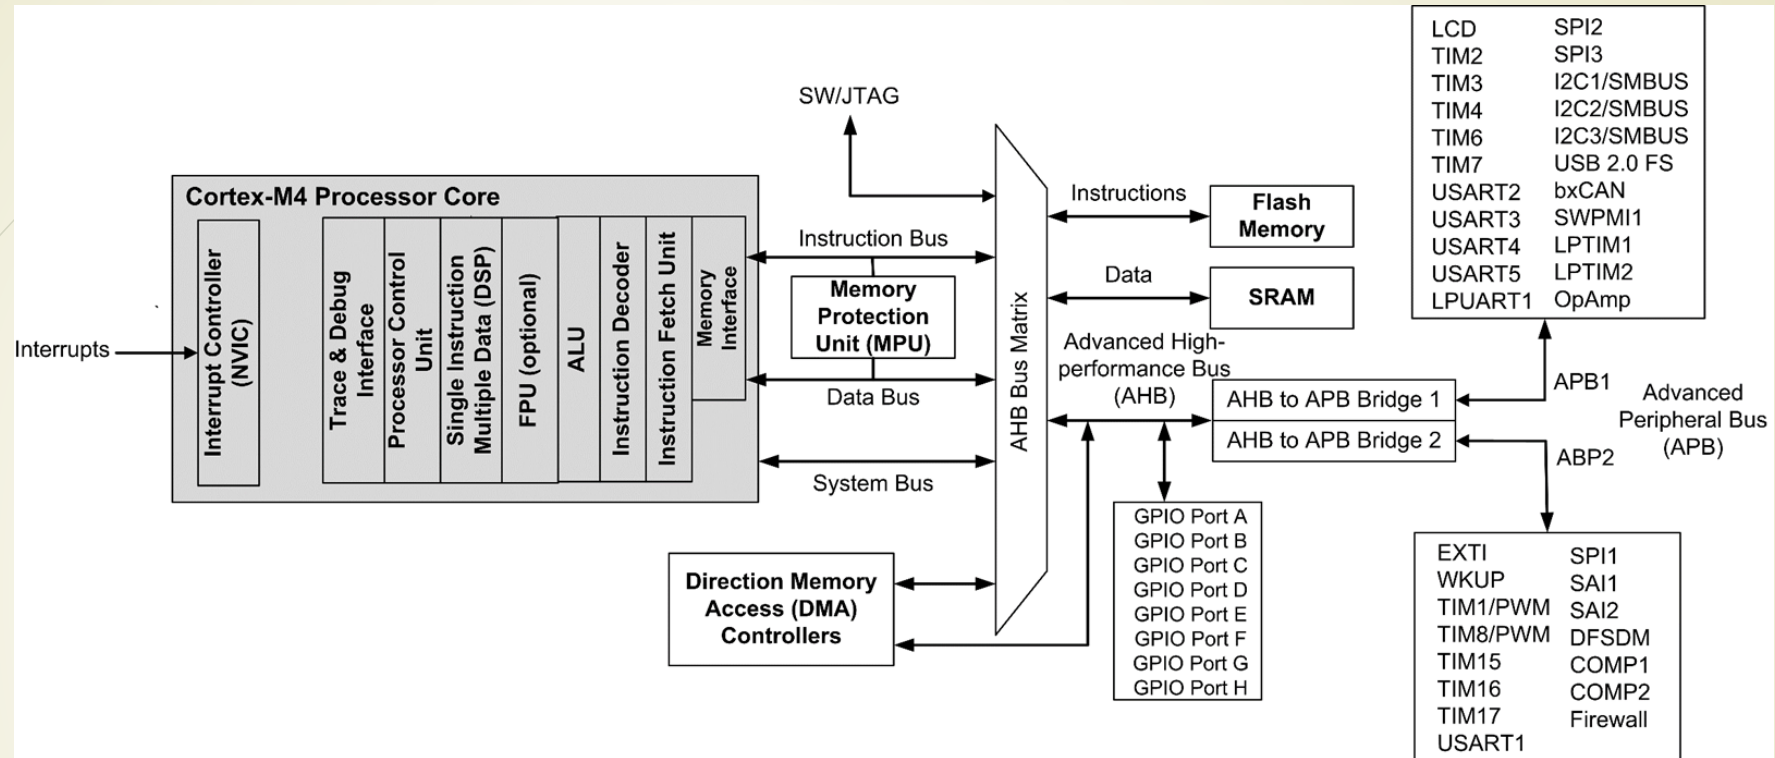 Interrupts
Cortex-M4 Processor Core
Interrupt Controller
(NVIC)
Trace & Debug
Interface
Processor Control
Unit
Single Instruction
Multiple Data (DSP)
FPU (optional)
ALU
Instruction Decoder
Instruction Fetch Unit
Memory
Interface
SW/JTAG
Instruction Bus
Memory
Protection
Unit (MPU)
Data Bus
System Bus
Direction Memory
Access (DMA)
Controllers
AHB Bus Matrix
Instructions
Flash
Memory
Data
SRAM
Advanced High-
performance Bus
(AHB)
AHB to APB Bridge 1
AHB to APB Bridge 2
GPIO Port A
GPIO Port B
GPIO Port C
GPIO Port D
GPIO Port E
GPIO Port F
GPIO Port G
GPIO Port H
LCD
TIM2
TIM3
TIM4
TIM6
TIM7
USART2
USART3
USART4
USART5
LPUART1
SPI2
SPI3
I2C1/SMBUS
I2C2/SMBUS
I2C3/SMBUS
USB 2.0 FS
bxCAN
SWPMI1
LPTIM1
LPTIM2
OpAmp
APB1
Advanced
Peripheral Bus
(APB)
ABP2
EXTI
WKUP
TIM1/PWM
TIM8/PWM
TIM15
TIM16
TIM17
USART1
SPI1
SAI1
SAI2
DFSDM
COMP1
COMP2
Firewall